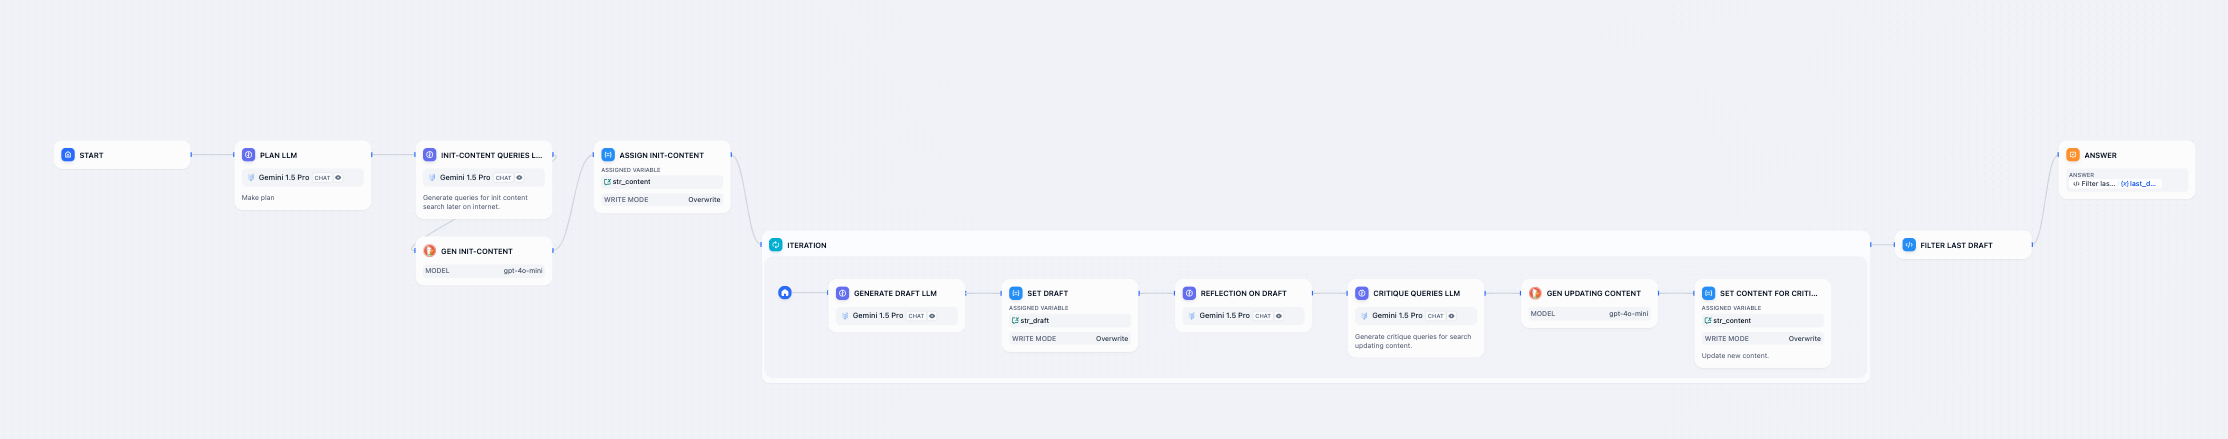 START
PLAN LLM
Gemini 1.5 Pro CHAT
Make plan
INIT-CONTENT QUERIES L...
Gemini 1.5 Pro CHAT
Generate queries for init content
search later on internet.
GEN INIT-CONTENT
MODEL gpt-4o-mini
ASSIGN INIT-CONTENT
ASSIGNED VARIABLE
str_content
WRITE MODE Overwrite
ITERATION
GENERATE DRAFT LLM
Gemini 1.5 Pro CHAT
SET DRAFT
ASSIGNED VARIABLE
str_draft
WRITE MODE Overwrite
REFLECTION ON DRAFT
Gemini 1.5 Pro CHAT
CRITIQUE QUERIES LLM
Gemini 1.5 Pro CHAT
Generate critique queries for search
updating content.
GEN UPDATING CONTENT
MODEL gpt-4o-mini
SET CONTENT FOR CRITI...
ASSIGNED VARIABLE
str_content
WRITE MODE Overwrite
Update new content.
FILTER LAST DRAFT
ANSWER
ANSWER
Filter las... {x} last_d...